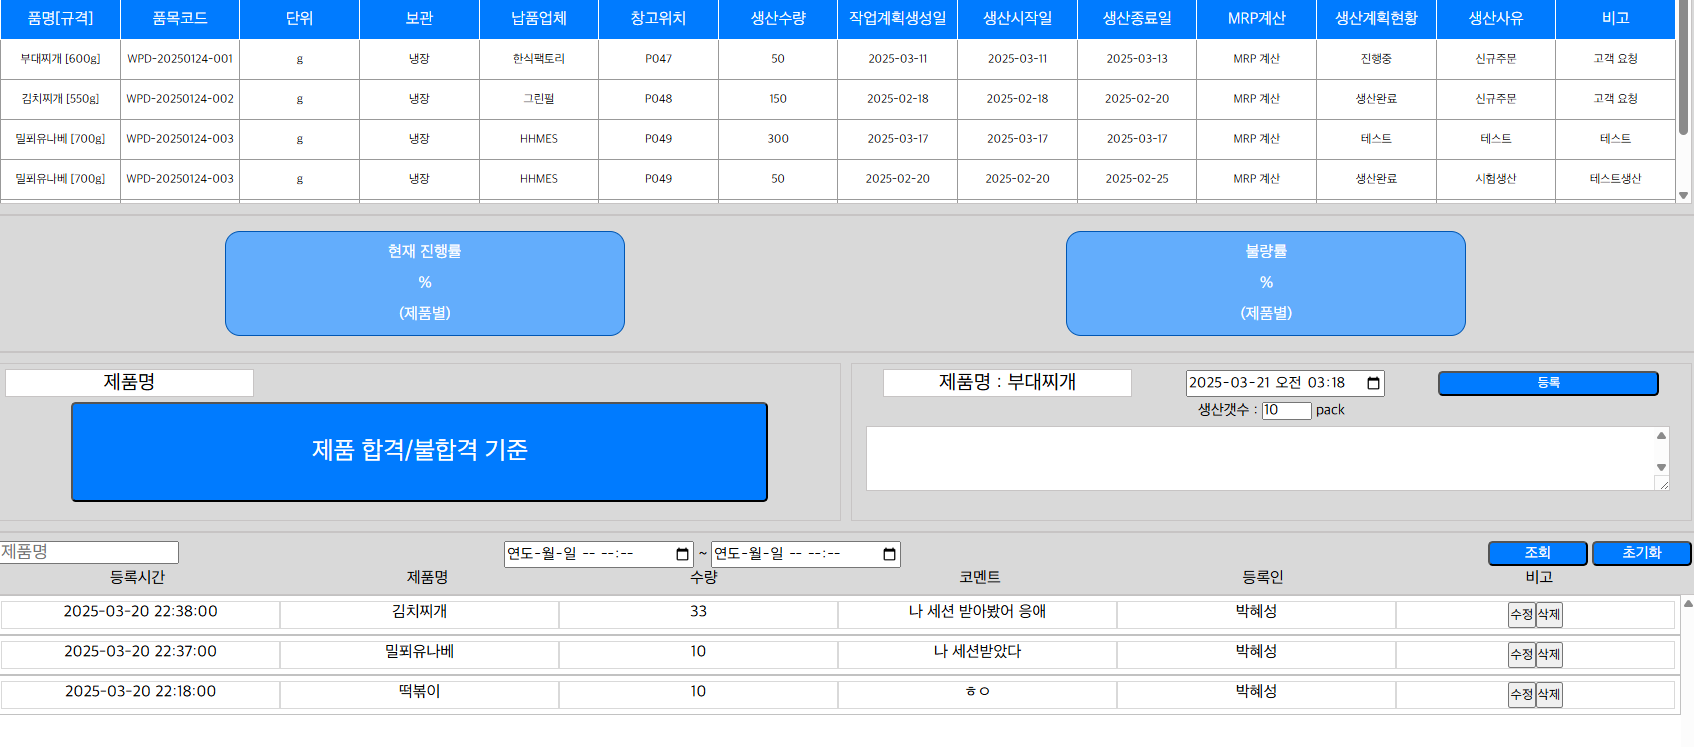 품명[규격] 품목코드 단위 보관 납품업체 창고위치 생산수량 작업계획생성일 생산시작일 생산종료일 MRP계산 생산계획현황 생산사유 비고
부대찌개 [600g] WPD-20250124-001 g 냉장 한식팩토리 P047 50 2025-03-11 2025-03-11 2025-03-13 MRP 계산 진행중 신규주문 고객 요청
김치찌개 [550g] WPD-20250124-002 g 냉장 그린펄 P048 150 2025-02-18 2025-02-18 2025-02-20 MRP 계산 생산완료 신규주문 고객 요청
밀푀유나베 [700g] WPD-20250124-003 g 냉장 HHMES P049 300 2025-03-17 2025-03-17 2025-03-17 MRP 계산 테스트 테스트 테스트
밀푀유나베 [700g] WPD-20250124-003 g 냉장 HHMES P049 50 2025-02-20 2025-02-20 2025-02-25 MRP 계산 생산완료 시험생산 테스트생산
현재 진행률
%
(제품별)
불량률
%
(제품별)
제품명
제품 합격/불합격 기준
제품명 : 부대찌개 2025-03-21 오전 03:18 등록
생산갯수 : 10 pack
제품명 연도-월-일 -- --:-- ~ 연도-월-일 -- --:-- 조회 초기화
등록시간 제품명 수량 코멘트 등록인 비고
2025-03-20 22:38:00 김치찌개 33 나 세션 받아봤어 응애 박혜성 수정 삭제
2025-03-20 22:37:00 밀푀유나베 10 나 세션받았다 박혜성 수정 삭제
2025-03-20 22:18:00 떡볶이 10 ㅎㅇ 박혜성 수정 삭제